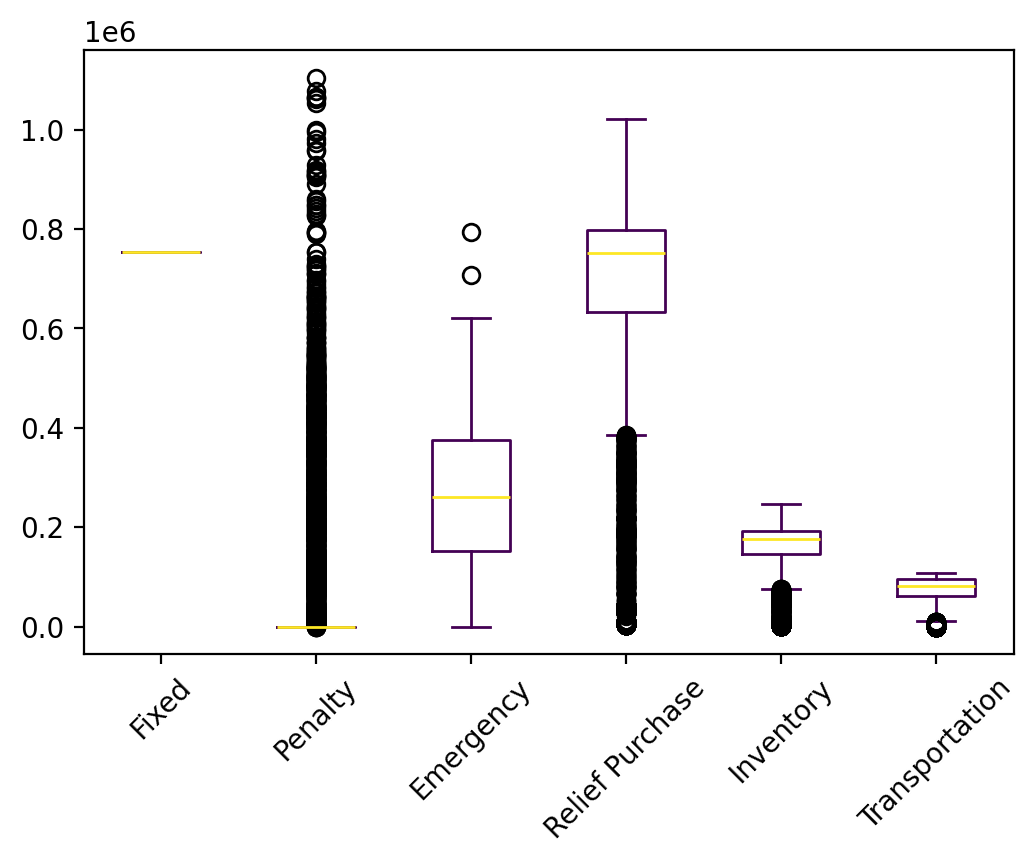 1e6
1.0
0.8
0.6
0.4
0.2
0.0
Fixed
Penalty
Emergency
Relief Purchase
Inventory
Transportation